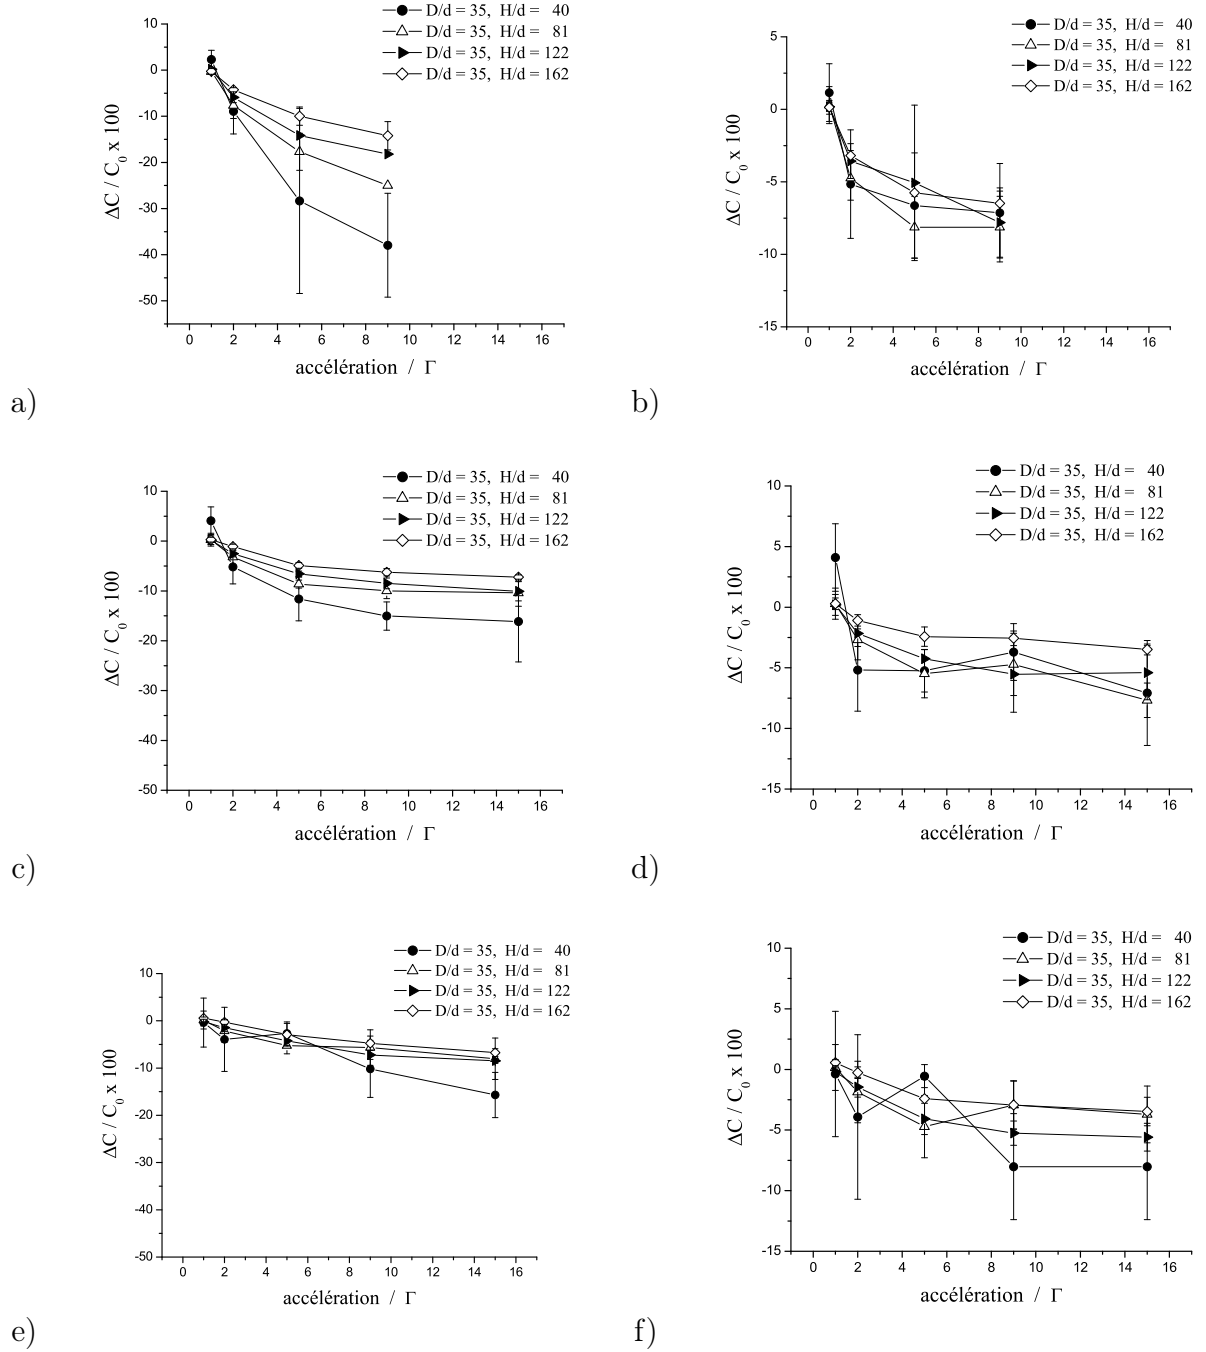 D/d = 35, H/d = 40
D/d = 35, H/d = 81
D/d = 35, H/d = 122
D/d = 35, H/d = 162
10
0
-10
-20
-30
-40
-50
ΔC / C0 x 100
0 2 4 6 8 10 12 14 16
accélération / Γ
a)
D/d = 35, H/d = 40
D/d = 35, H/d = 81
D/d = 35, H/d = 122
D/d = 35, H/d = 162
5
0
-5
-10
-15
ΔC / C0 x 100
0 2 4 6 8 10 12 14 16
accélération / Γ
b)
D/d = 35, H/d = 40
D/d = 35, H/d = 81
D/d = 35, H/d = 122
D/d = 35, H/d = 162
10
0
-10
-20
-30
-40
-50
ΔC / C0 x 100
0 2 4 6 8 10 12 14 16
accélération / Γ
c)
D/d = 35, H/d = 40
D/d = 35, H/d = 81
D/d = 35, H/d = 122
D/d = 35, H/d = 162
10
5
0
-5
-10
-15
ΔC / C0 x 100
0 2 4 6 8 10 12 14 16
accélération / Γ
d)
D/d = 35, H/d = 40
D/d = 35, H/d = 81
D/d = 35, H/d = 122
D/d = 35, H/d = 162
10
0
-10
-20
-30
-40
-50
ΔC / C0 x 100
0 2 4 6 8 10 12 14 16
accélération / Γ
e)
D/d = 35, H/d = 40
D/d = 35, H/d = 81
D/d = 35, H/d = 122
D/d = 35, H/d = 162
10
5
0
-5
-10
-15
ΔC / C0 x 100
0 2 4 6 8 10 12 14 16
accélération / Γ
f)